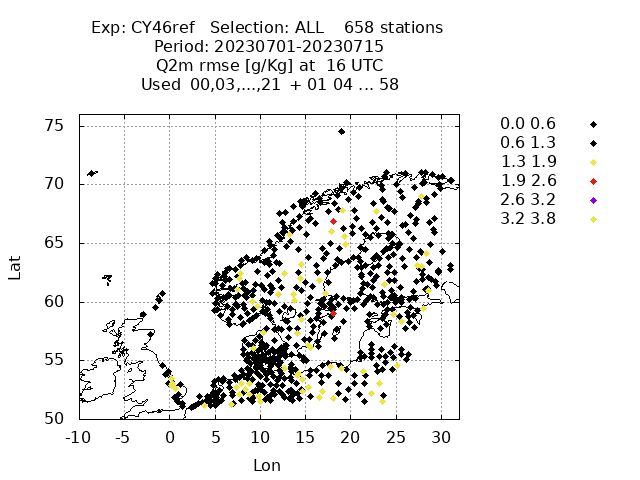 Exp: CY46ref   Selection: ALL    658 stations
Period: 20230701-20230715
Q2m rmse [g/Kg] at  16 UTC
Used  00,03,...,21  + 01 04 ... 58
0.0 0.6
0.6 1.3
1.3 1.9
1.9 2.6
2.6 3.2
3.2 3.8
75
70
65
60
55
50
Lat
-10 -5 0 5 10 15 20 25 30
Lon